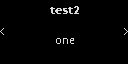 test2
< one >